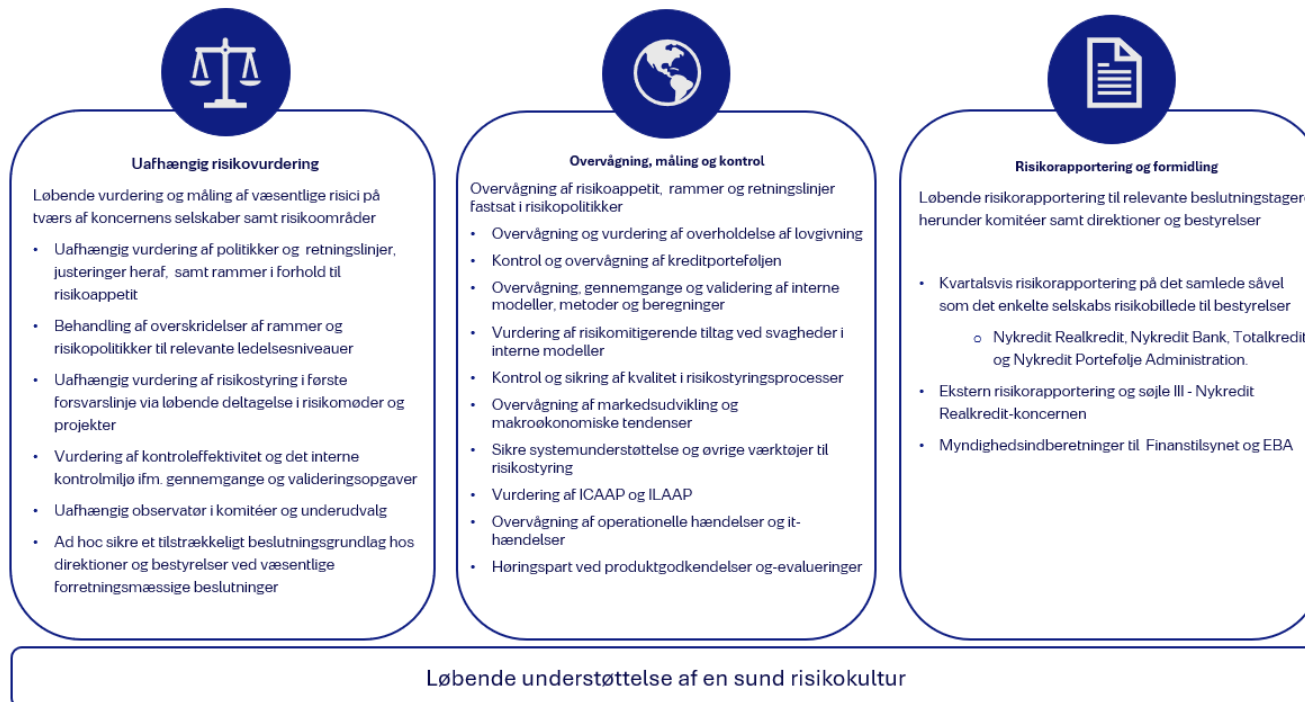 Uafhængig risikovurdering
Løbende vurdering og måling af væsentlige risici på
tværs af koncernens selskaber samt risikoområder
• Uafhængig vurdering af politikker og retningslinjer,
justeringer heraf, samt rammer i forhold til
risikoappetit
• Behandling af overskridelser af rammer og
risikopolitikker til relevante ledelsesniveauer
• Uafhængig vurdering af risikostyring i første
forsvarslinje via løbende deltagelse i risikomøder og
projekter
• Vurdering af kontroleffektivitet og det interne
kontrolmiljø ifm. gennemgange og valideringsopgaver
• Uafhængig observatør i komitéer og underudvalg
• Ad hoc sikre et tilstrækkeligt beslutningsgrundlag hos
direktioner og bestyrelser ved væsentlige
forretningsmæssige beslutninger
Overvågning, måling og kontrol
Overvågning af risikoappetit, rammer og retningslinjer
fastsat i risikopolitikker
• Overvågning og vurdering af overholdelse af lovgivning
• Kontrol og overvågning af kreditporteføljen
• Overvågning, gennemgange og validering af interne
modeller, metoder og beregninger
• Vurdering af risikomitigerende tiltag ved svagheder i
interne modeller
• Kontrol og sikring af kvalitet i risikostyringsprocesser
• Overvågning af markedsudvikling og
makroøkonomiske tendenser
• Sikre systemunderstøttelse og øvrige værktøjer til
risikostyring
• Vurdering af ICAAP og ILAAP
• Overvågning af operationelle hændelser og it-
hændelser
• Høringspart ved produktgodkendelser og-evalueringer
Risikorapportering og formidling
Løbende risikorapportering til relevante beslutningstagere
herunder komitéer samt direktioner og bestyrelser
• Kvartalsvis risikorapportering på det samlede såvel
som det enkelte selskabs risikobillede til bestyrelser
o Nykredit Realkredit, Nykredit Bank, Totalkredit
og Nykredit Portefølje Administration.
• Ekstern risikorapportering og søjle III - Nykredit
Realkredit-koncernen
• Myndighedsindberetninger til Finanstilsynet og EBA
Løbende understøttelse af en sund risikokultur